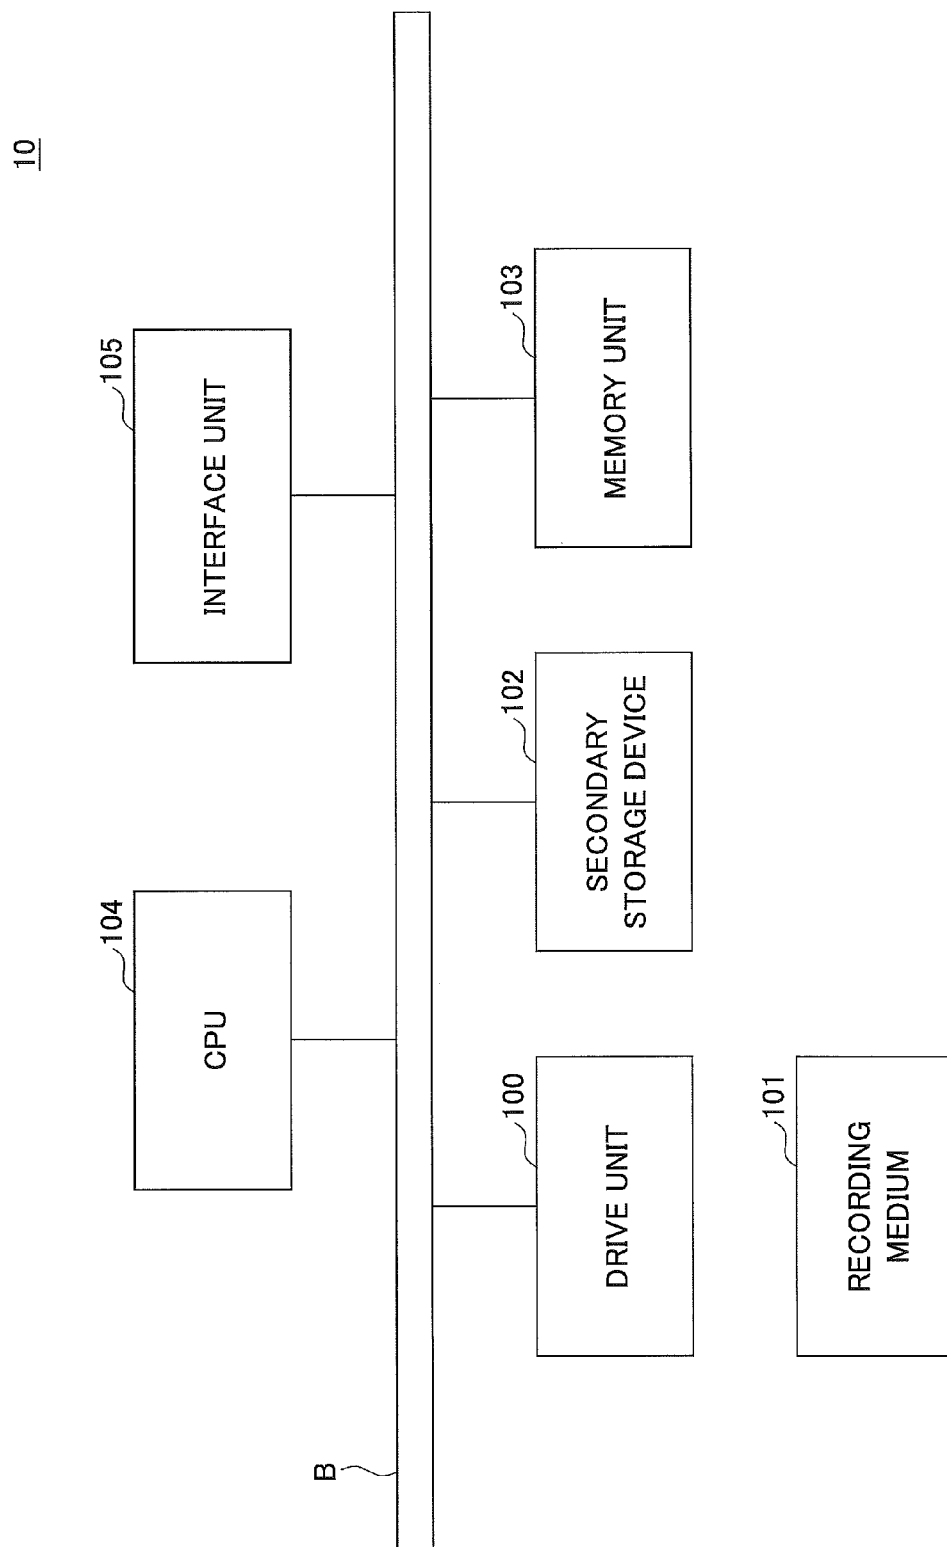 10
104
CPU
105
INTERFACE UNIT
B
100
DRIVE UNIT
102
SECONDARY
STORAGE DEVICE
103
MEMORY UNIT
101
RECORDING
MEDIUM